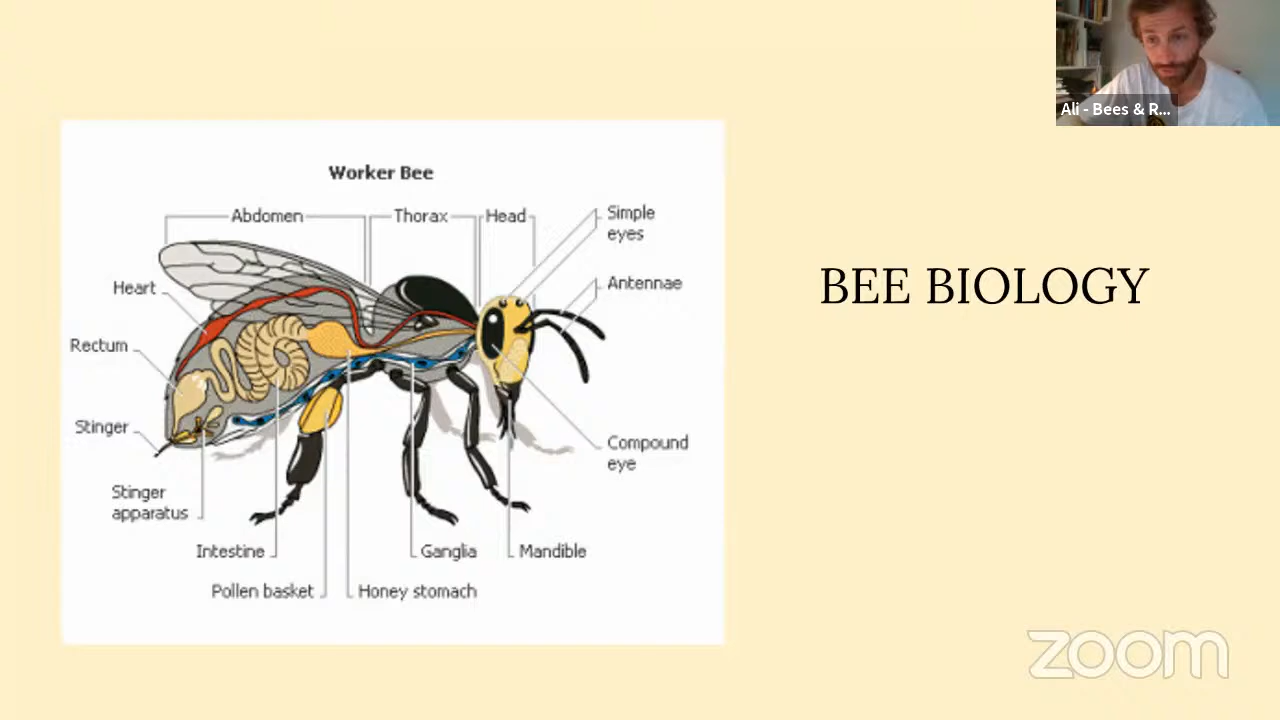 Ali - Bees & R...
Worker Bee
Abdomen
Thorax
Head
Simple
eyes
Heart
Antennae
BEE BIOLOGY
Rectum
Stinger
Compound
eye
Stinger
apparatus
Intestine
Ganglia
Mandible
Pollen basket
Honey stomach
zoom